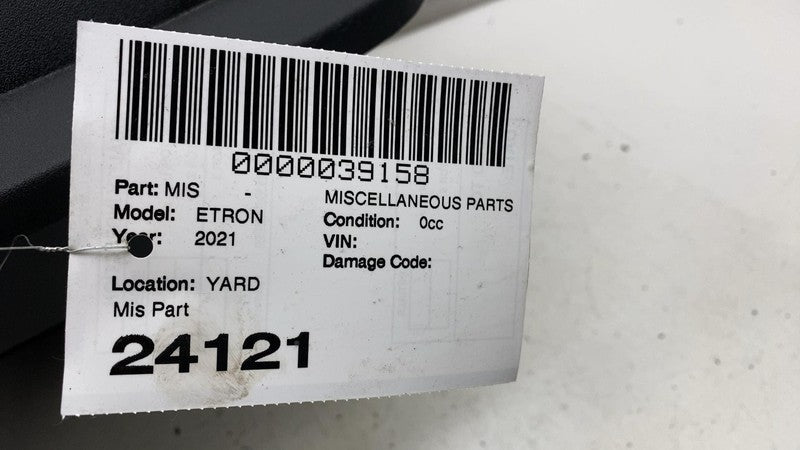 0000039158
Part: MIS - MISCELLANEOUS PARTS
Model: ETRON Condition: 0cc
Year: 2021 VIN:
Damage Code:
Location: YARD
Mis Part
24121